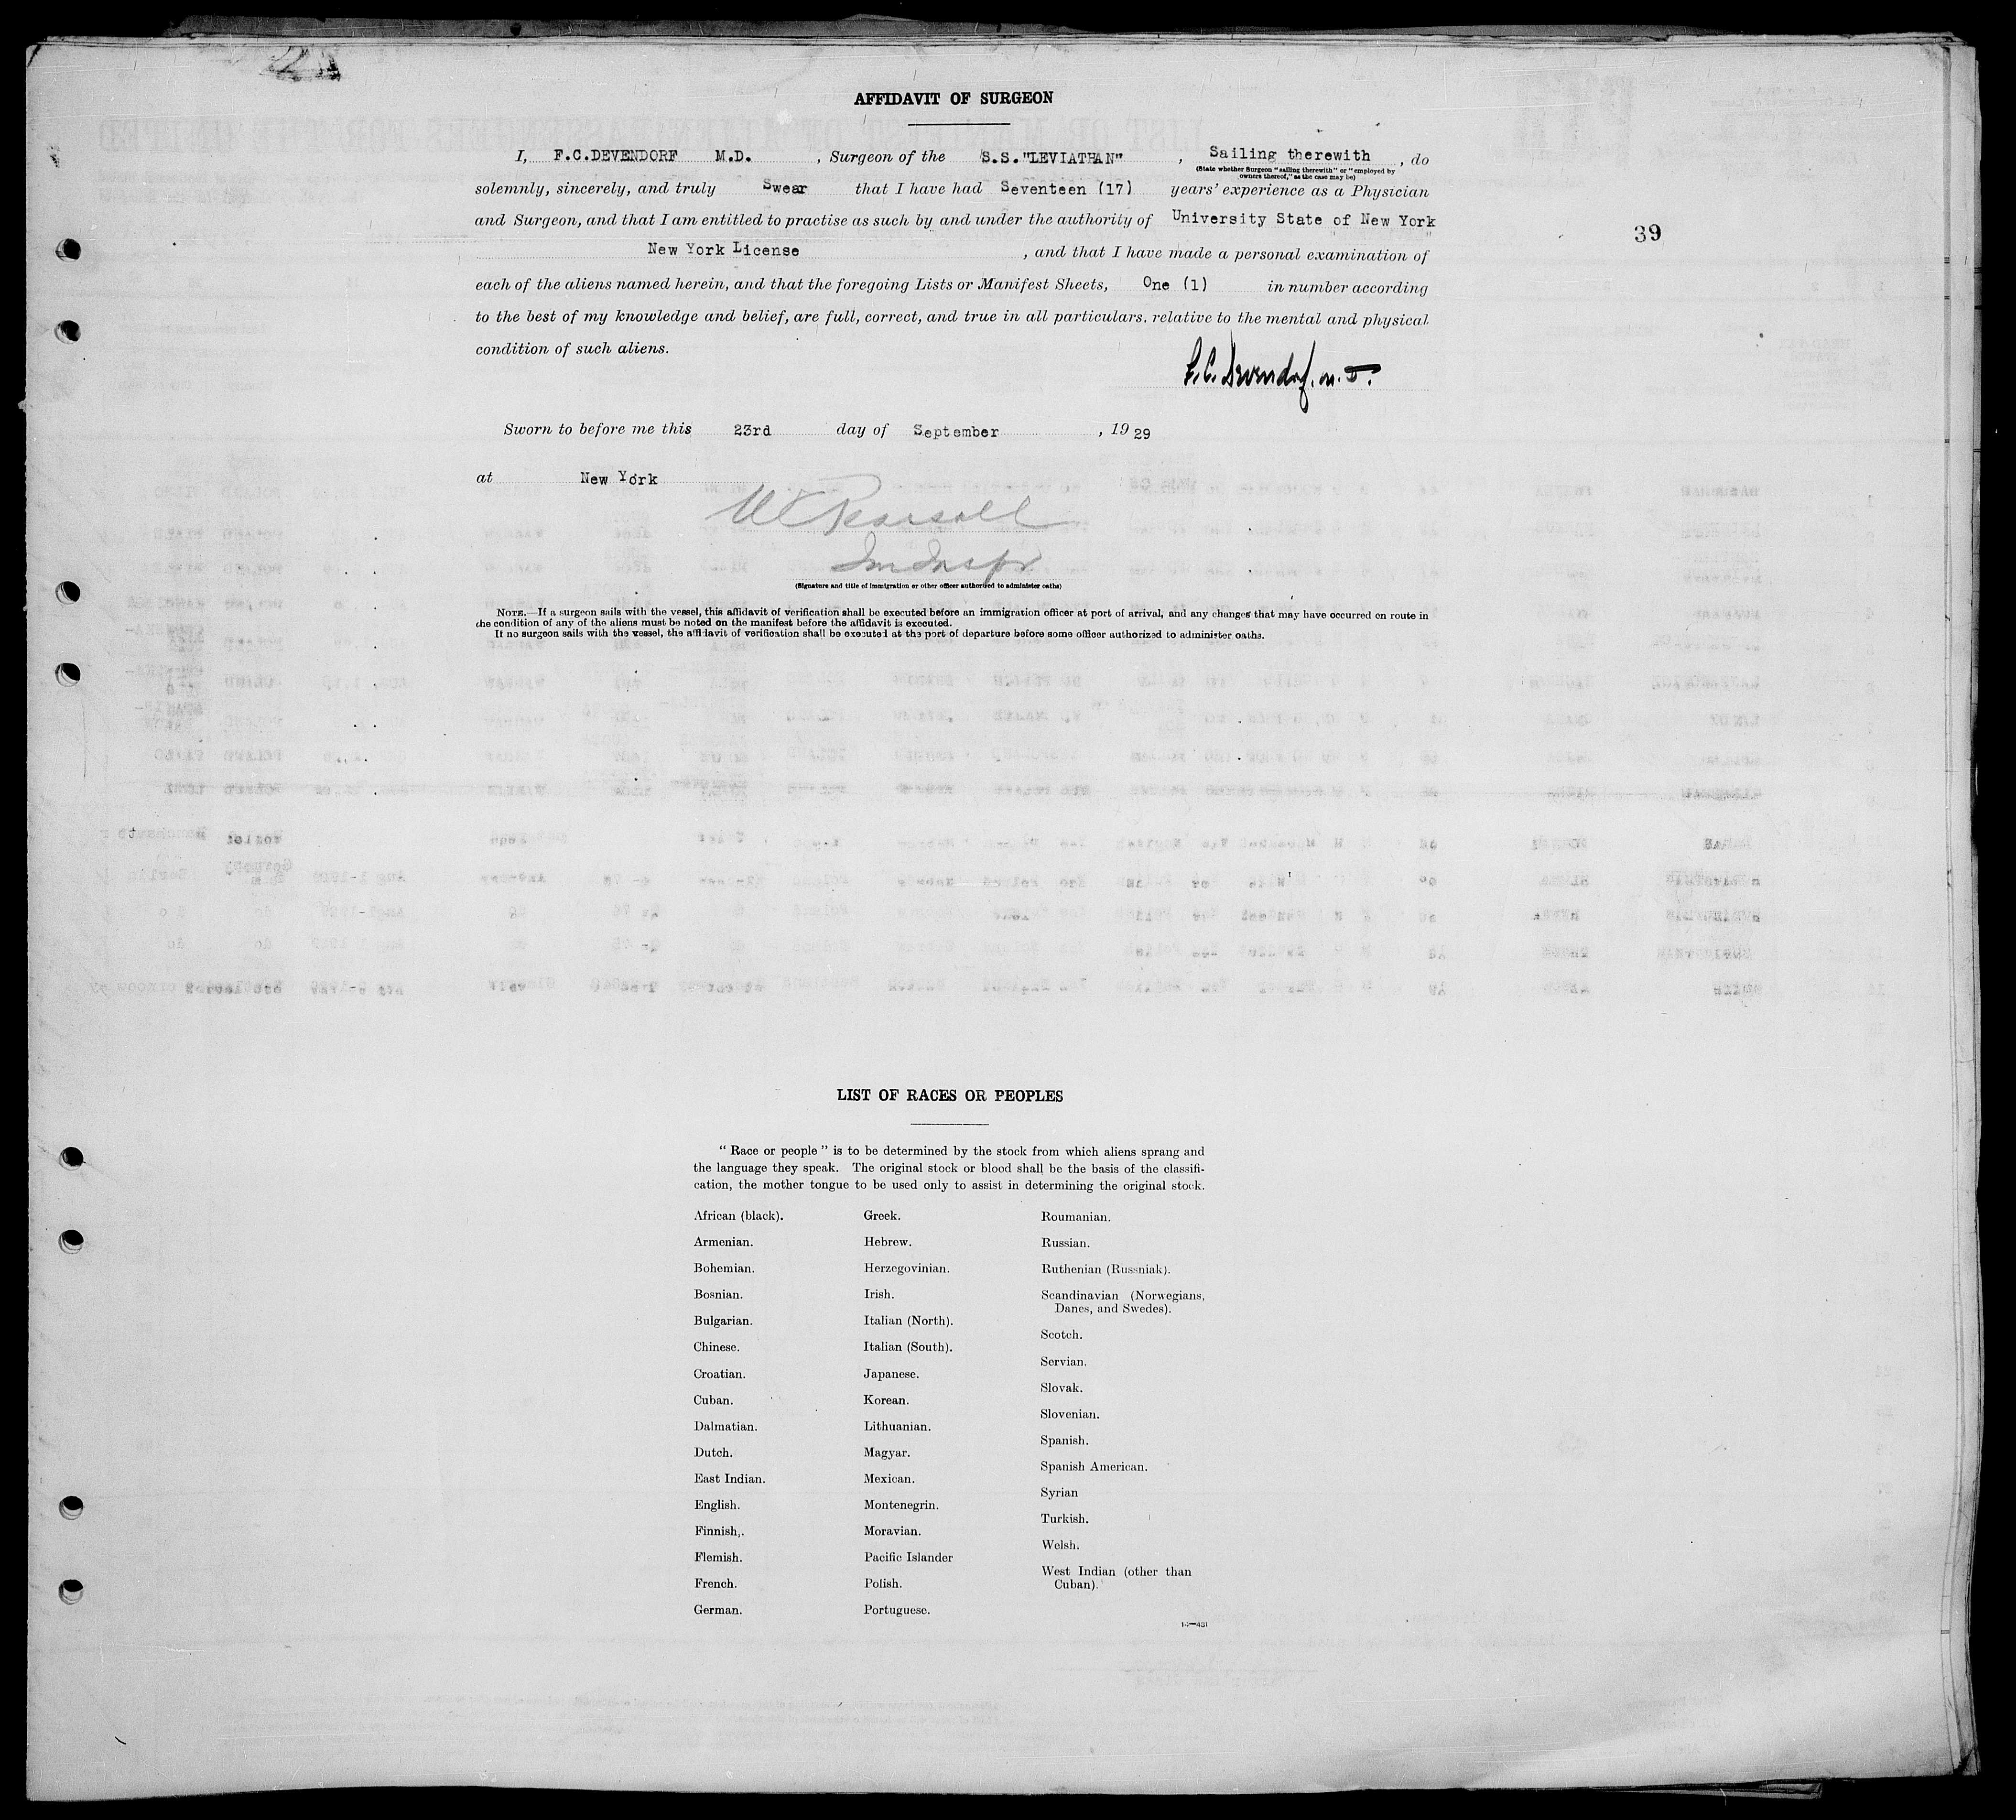 AFFIDAVIT OF SURGEON
I, F.C.DEVENDORF M.D. , Surgeon of the S.S."LEVIATHAN" , Sailing therewith , do
(State whether Surgeon "sailing therewith" or "employed by
owners thereof," as the case may be)
solemnly, sincerely, and truly Swear that I have had Seventeen (17) years' experience as a Physician
and Surgeon, and that I am entitled to practise as such by and under the authority of University State of New York
39
New York License , and that I have made a personal examination of
each of the aliens named herein, and that the foregoing Lists or Manifest Sheets, One (1) in number according
to the best of my knowledge and belief, are full, correct, and true in all particulars. relative to the mental and physical
condition of such aliens.
F.C. Devendorf. M.D.
Sworn to before me this 23rd day of September , 19 29
at New York
W C Pearsall
Im Inspr
(Signature and title of immigration or other officer authorized to administer oaths)
NOTE.—If a surgeon sails with the vessel, this affidavit of verification shall be executed before an immigration officer at port of arrival, and any changes that may have occurred on route in
the condition of any of the aliens must be noted on the manifest before the affidavit is executed.
If no surgeon sails with the vessel, the affidavit of verification shall be executed at the port of departure before some officer authorized to administer oaths.
LIST OF RACES OR PEOPLES
"Race or people" is to be determined by the stock from which aliens sprang and
the language they speak. The original stock or blood shall be the basis of the classifi-
cation, the mother tongue to be used only to assist in determining the original stock.
African (black).
Armenian.
Bohemian.
Bosnian.
Bulgarian.
Chinese.
Croatian.
Cuban.
Dalmatian.
Dutch.
East Indian.
English.
Finnish.
Flemish.
French.
German.
Greek.
Hebrew.
Herzegovinian.
Irish.
Italian (North).
Italian (South).
Japanese.
Korean.
Lithuanian.
Magyar.
Mexican.
Montenegrin.
Moravian.
Pacific Islander
Polish.
Portuguese.
Roumanian.
Russian.
Ruthenian (Russniak).
Scandinavian (Norwegians,
Danes, and Swedes).
Scotch.
Servian.
Slovak.
Slovenian.
Spanish.
Spanish American.
Syrian
Turkish.
Welsh.
West Indian (other than
Cuban).